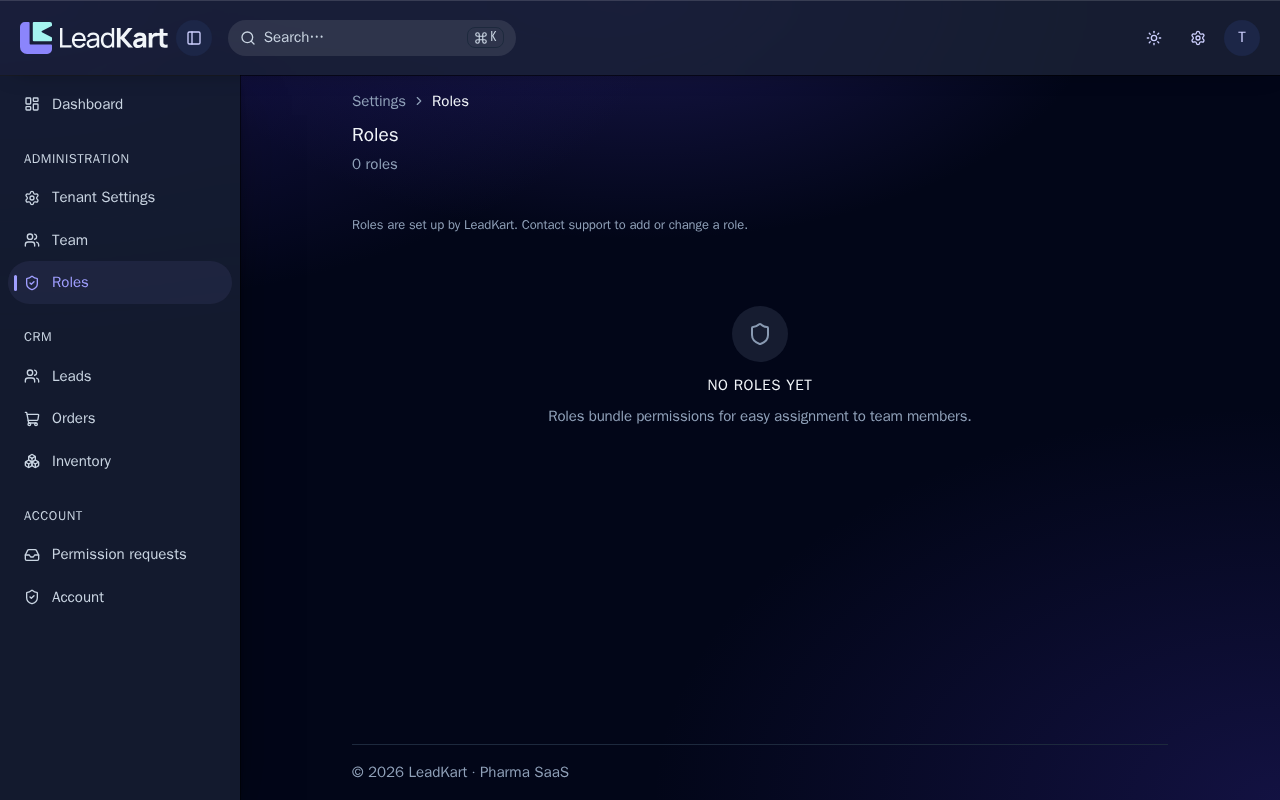 LeadKart
Search···
⌘K
T
Dashboard
ADMINISTRATION
Tenant Settings
Team
Roles
CRM
Leads
Orders
Inventory
ACCOUNT
Permission requests
Account
Settings > Roles
Roles
0 roles
Roles are set up by LeadKart. Contact support to add or change a role.
NO ROLES YET
Roles bundle permissions for easy assignment to team members.
© 2026 LeadKart · Pharma SaaS